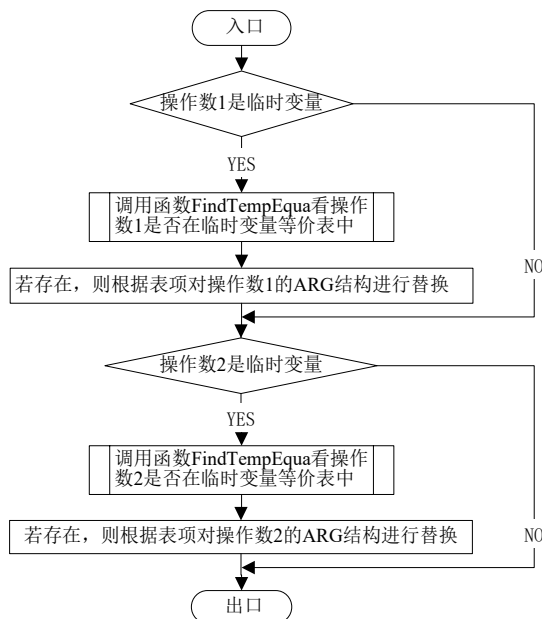 入口
操作数1是临时变量
YES
调用函数FindTempEqua看操作
数1是否在临时变量等价表中
NO
若存在，则根据表项对操作数1的ARG结构进行替换
操作数2是临时变量
YES
调用函数FindTempEqua看操作
数2是否在临时变量等价表中
若存在，则根据表项对操作数2的ARG结构进行替换
NO
出口